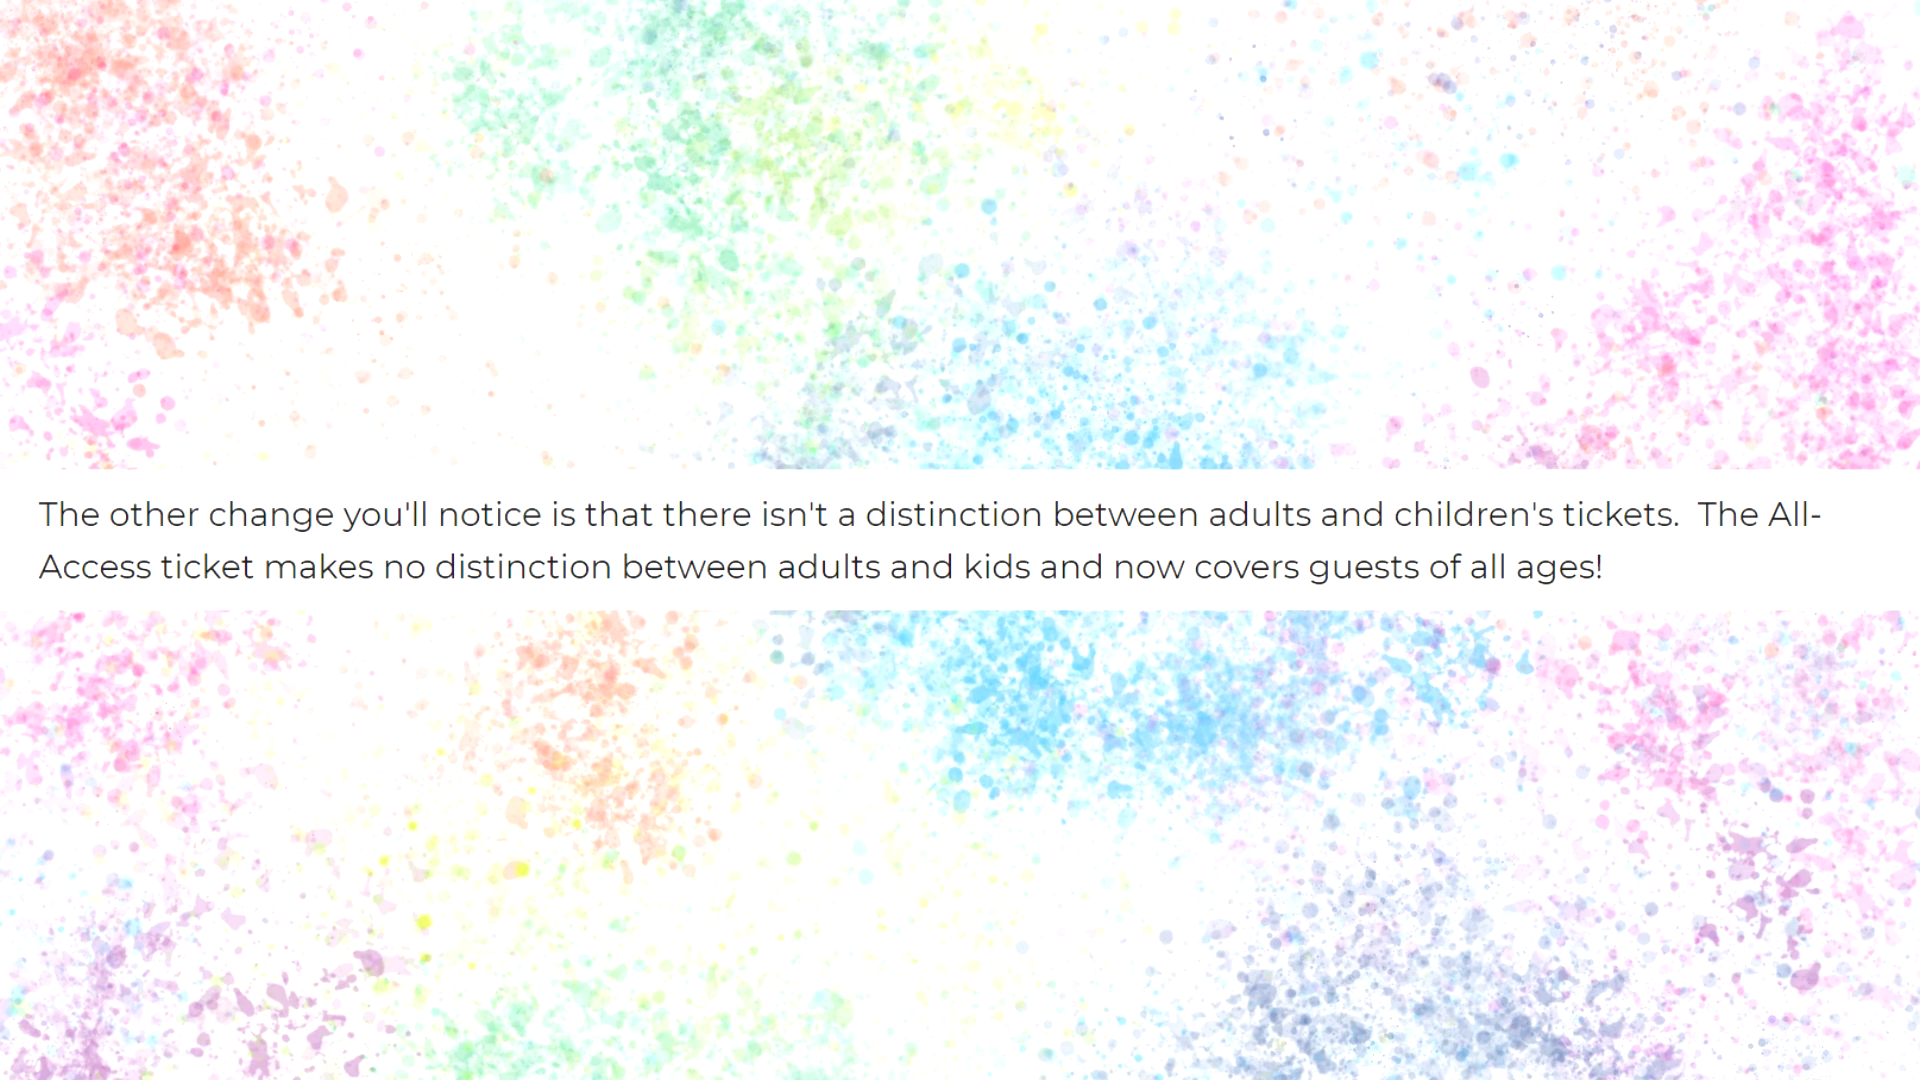 The other change you'll notice is that there isn't a distinction between adults and children's tickets.  The All-
Access ticket makes no distinction between adults and kids and now covers guests of all ages!